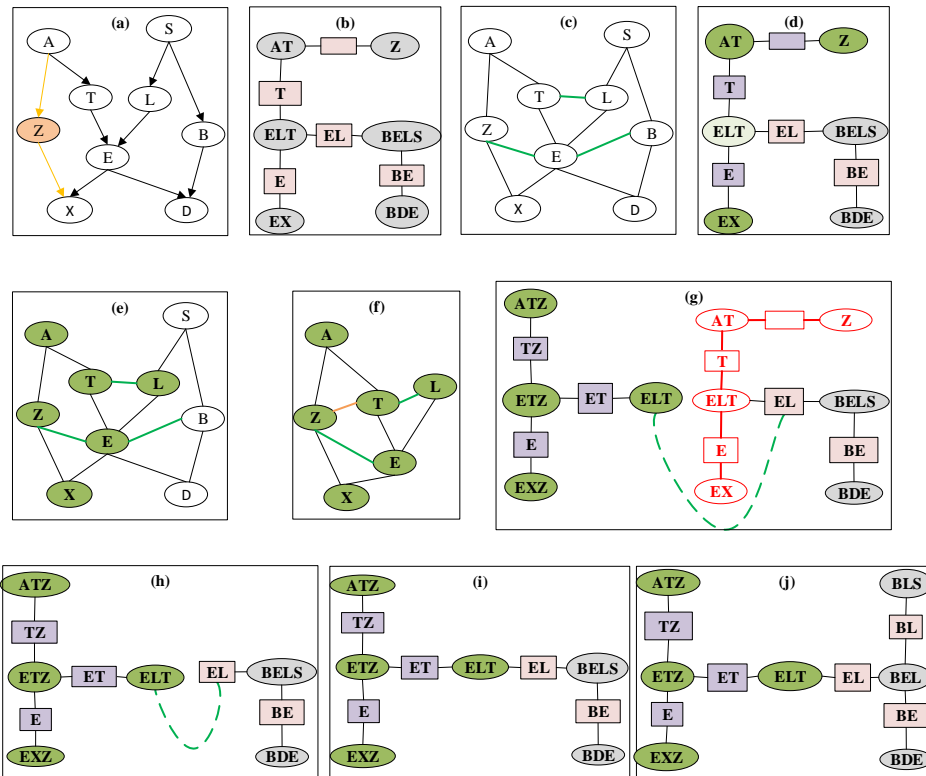 (a)
A
S
T
L
Z
B
E
X
D
(b)
AT
Z
T
ELT
EL
BELS
E
BE
EX
BDE
(c)
A
S
T
L
Z
B
E
X
D
(d)
AT
Z
T
ELT
EL
BELS
E
BE
EX
BDE
(e)
A
S
T
L
Z
B
E
X
D
(f)
A
L
Z
T
E
X
(g)
ATZ
AT
Z
TZ
T
ETZ
ET
ELT
ELT
EL
BELS
E
E
BE
EXZ
EX
BDE
(h)
ATZ
TZ
ETZ
ET
ELT
EL
BELS
E
BE
EXZ
BDE
(i)
ATZ
TZ
ETZ
ET
ELT
EL
BELS
E
BE
EXZ
BDE
(j)
ATZ
BLS
TZ
BL
ETZ
ET
ELT
EL
BEL
E
BE
EXZ
BDE